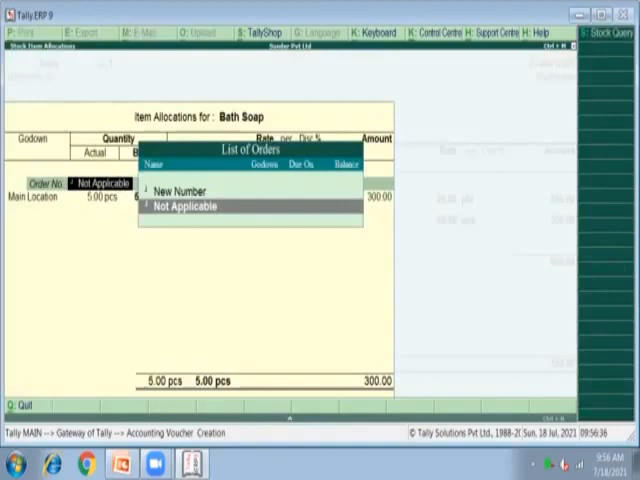 Tally.ERP 9
P: Print E: Export M: E-Mail O: Upload S: TallyShop G: Language K: Keyboard K: Control Centre H: Support Centre H: Help S: Stock Query
Stock Item Allocations Sunder Pvt Ltd Ctrl + M
Item Allocations for : Bath Soap
Godown Quantity Rate per Disc % Amount
Actual B
List of Orders
Name Godown Due On Balance
Order No. Not Applicable
New Number
Main Location 5.00 pcs 300.00
Not Applicable
5.00 pcs 5.00 pcs 300.00
Q: Quit
Ctrl + N
Tally MAIN --> Gateway of Tally --> Accounting Voucher Creation © Tally Solutions Pvt Ltd., 1988-20 Sun, 18 Jul, 2021 09:56:36
9:56 AM
7/18/2021